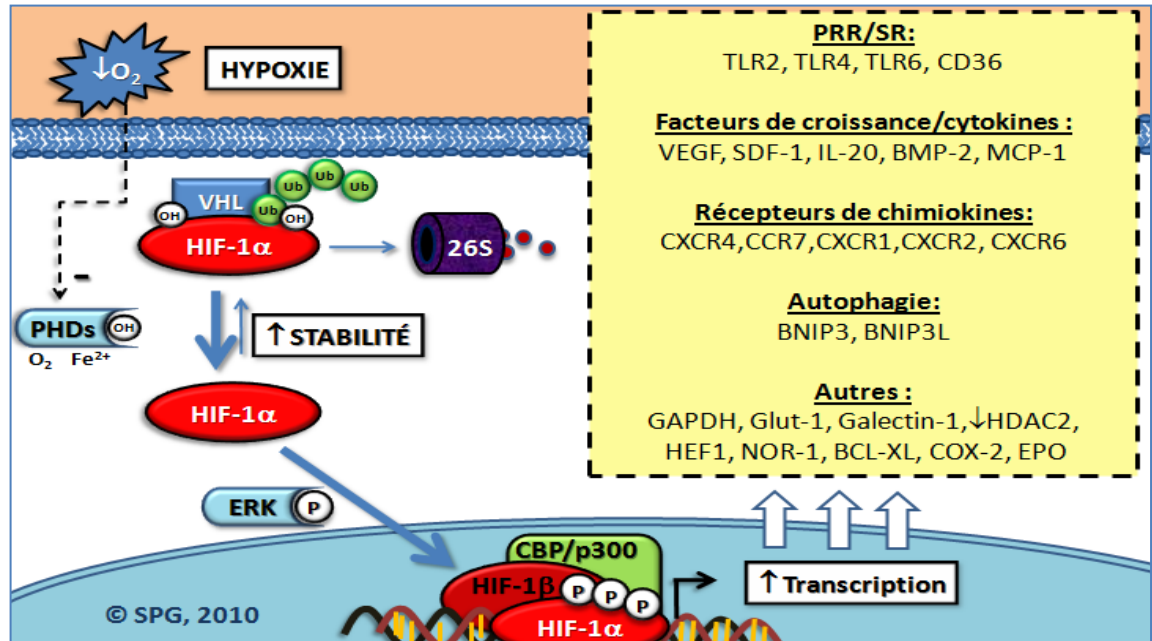 ↓O₂
HYPOXIE
VHL
Ub
Ub
Ub
Ub
OH
OH
HIF-1α
26S
-
PHDs
OH
O₂ Fe²⁺
↑ STABILITÉ
HIF-1α
ERK
P
CBP/p300
HIF-1β
P
P
P
HIF-1α
↑ Transcription
© SPG, 2010
PRR/SR:
TLR2, TLR4, TLR6, CD36
Facteurs de croissance/cytokines :
VEGF, SDF-1, IL-20, BMP-2, MCP-1
Récepteurs de chimiokines:
CXCR4,CCR7,CXCR1,CXCR2, CXCR6
Autophagie:
BNIP3, BNIP3L
Autres :
GAPDH, Glut-1, Galectin-1,↓HDAC2,
HEF1, NOR-1, BCL-XL, COX-2, EPO